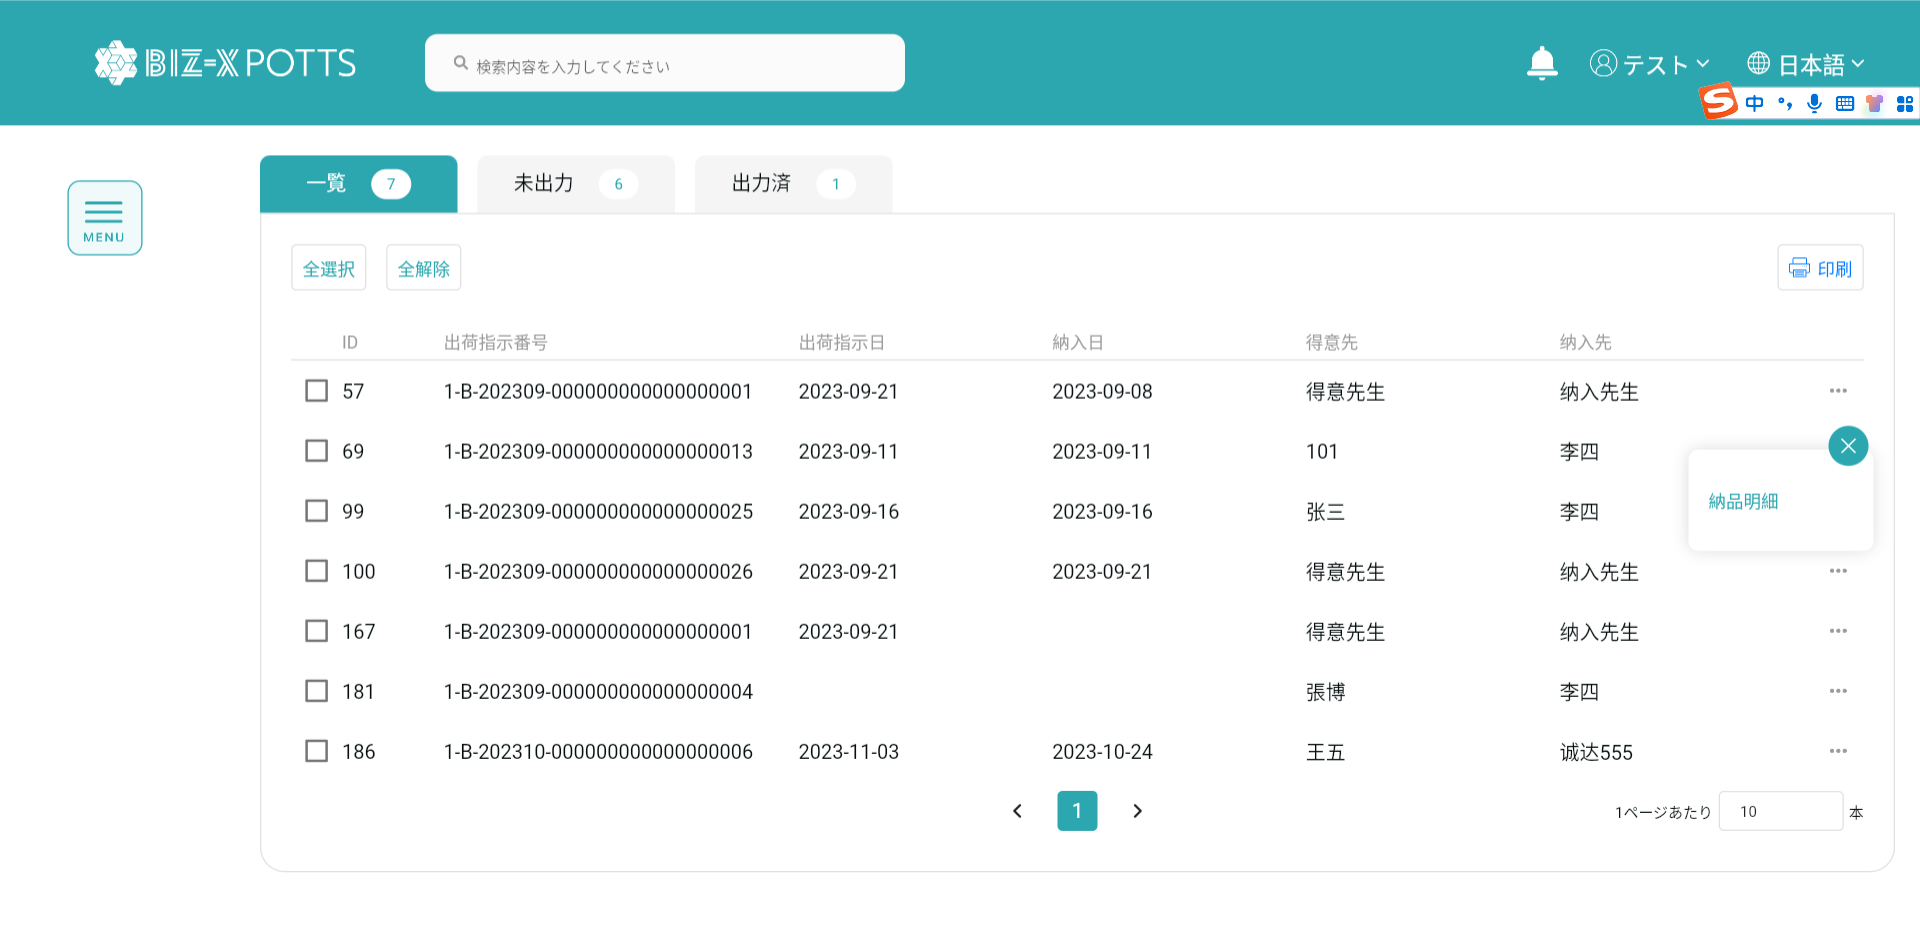 BIZ=X POTTS
検索内容を入力してください
テスト
日本語
中
MENU
一覧 7
未出力 6
出力済 1
全選択
全解除
印刷
ID 出荷指示番号 出荷指示日 納入日 得意先 納入先
57 1-B-202309-000000000000000001 2023-09-21 2023-09-08 得意先生 纳入先生
69 1-B-202309-000000000000000013 2023-09-11 2023-09-11 101 李四
99 1-B-202309-000000000000000025 2023-09-16 2023-09-16 张三 李四
納品明細
100 1-B-202309-000000000000000026 2023-09-21 2023-09-21 得意先生 纳入先生
167 1-B-202309-000000000000000001 2023-09-21 得意先生 纳入先生
181 1-B-202309-000000000000000004 張博 李四
186 1-B-202310-000000000000000006 2023-11-03 2023-10-24 王五 诚达555
1
1ページあたり 10 本